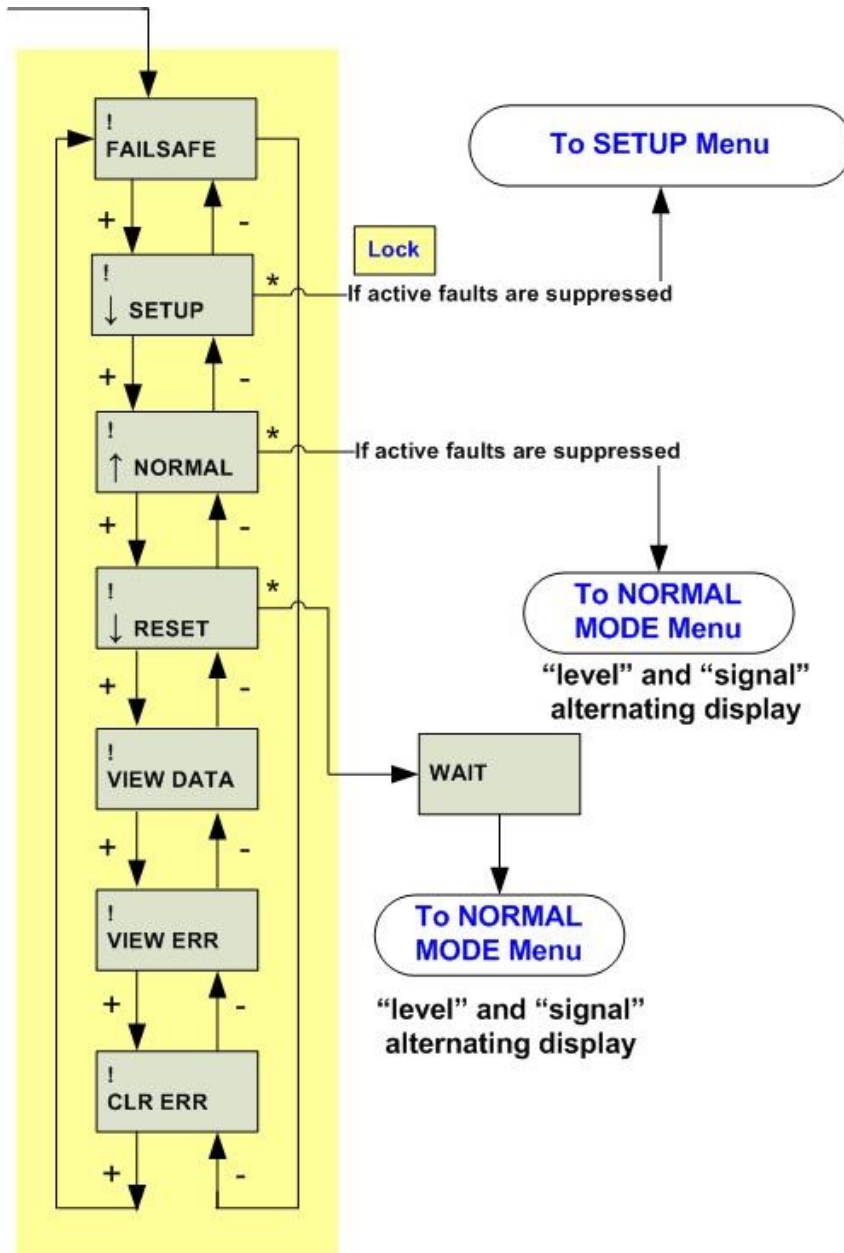 !
FAILSAFE
To SETUP Menu
+ -
Lock
!
↓ SETUP
*
If active faults are suppressed
+ -
!
↑ NORMAL
*
If active faults are suppressed
+ -
!
↓ RESET
*
To NORMAL
MODE Menu
“level” and “signal”
alternating display
+ -
!
VIEW DATA
WAIT
+ -
!
VIEW ERR
To NORMAL
MODE Menu
“level” and “signal”
alternating display
+ -
!
CLR ERR
+ -